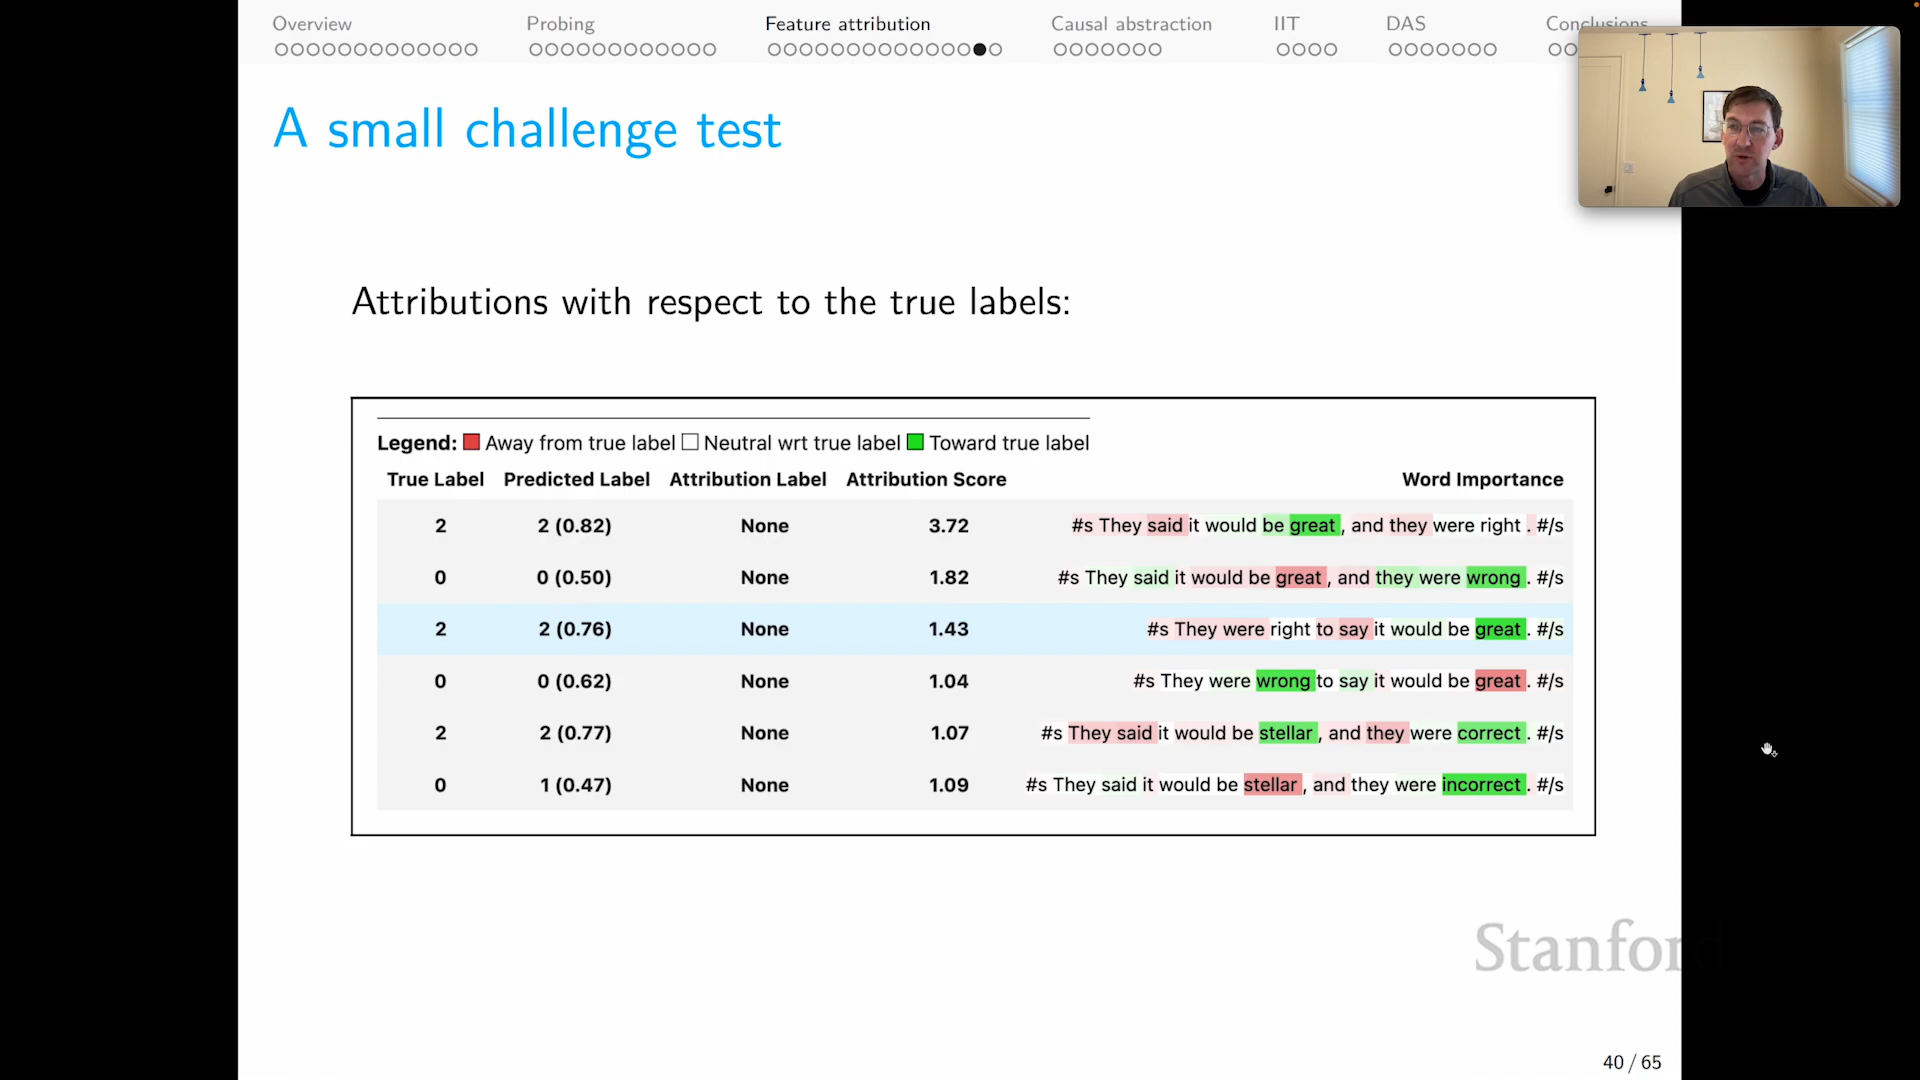 Overview Probing Feature attribution Causal abstraction IIT DAS Conclusions
A small challenge test
Attributions with respect to the true labels:
Legend: Away from true label Neutral wrt true label Toward true label
True Label Predicted Label Attribution Label Attribution Score Word Importance
2 2 (0.82) None 3.72 #s They said it would be great , and they were right . #/s
0 0 (0.50) None 1.82 #s They said it would be great , and they were wrong . #/s
2 2 (0.76) None 1.43 #s They were right to say it would be great . #/s
0 0 (0.62) None 1.04 #s They were wrong to say it would be great . #/s
2 2 (0.77) None 1.07 #s They said it would be stellar , and they were correct . #/s
0 1 (0.47) None 1.09 #s They said it would be stellar , and they were incorrect . #/s
Stanford
40 / 65